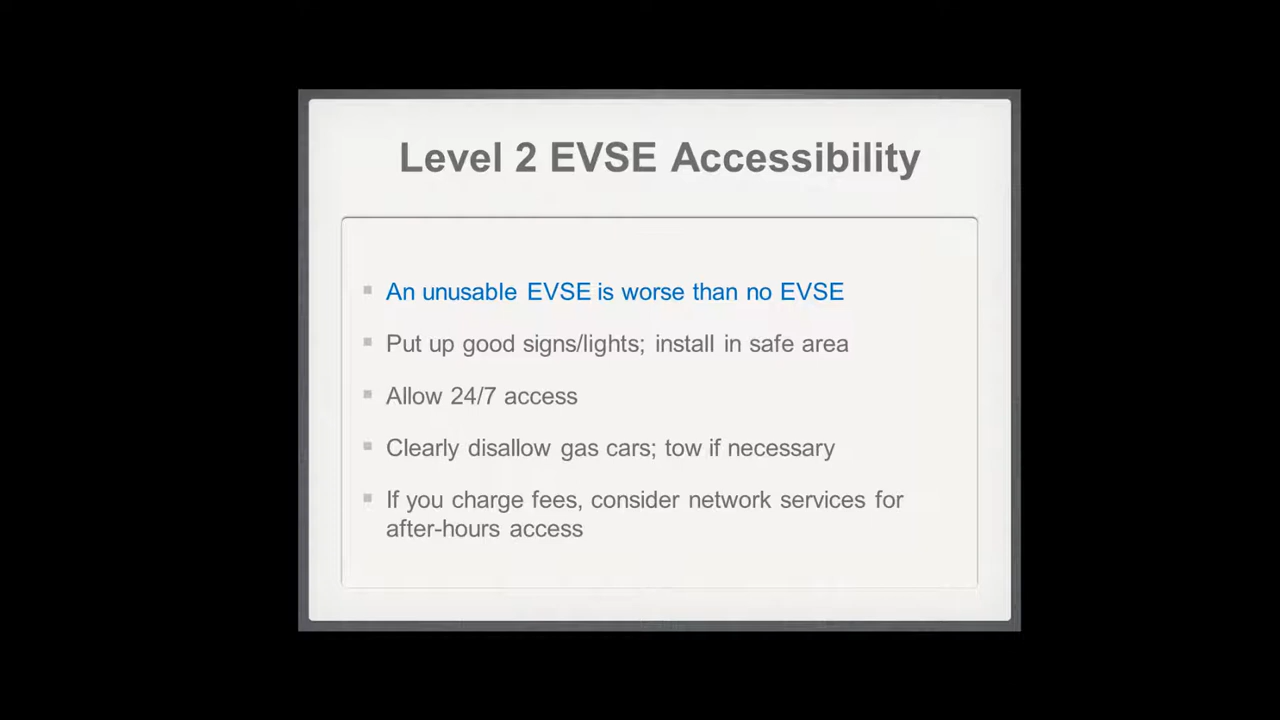 Level 2 EVSE Accessibility
An unusable EVSE is worse than no EVSE
Put up good signs/lights; install in safe area
Allow 24/7 access
Clearly disallow gas cars; tow if necessary
If you charge fees, consider network services for
after-hours access